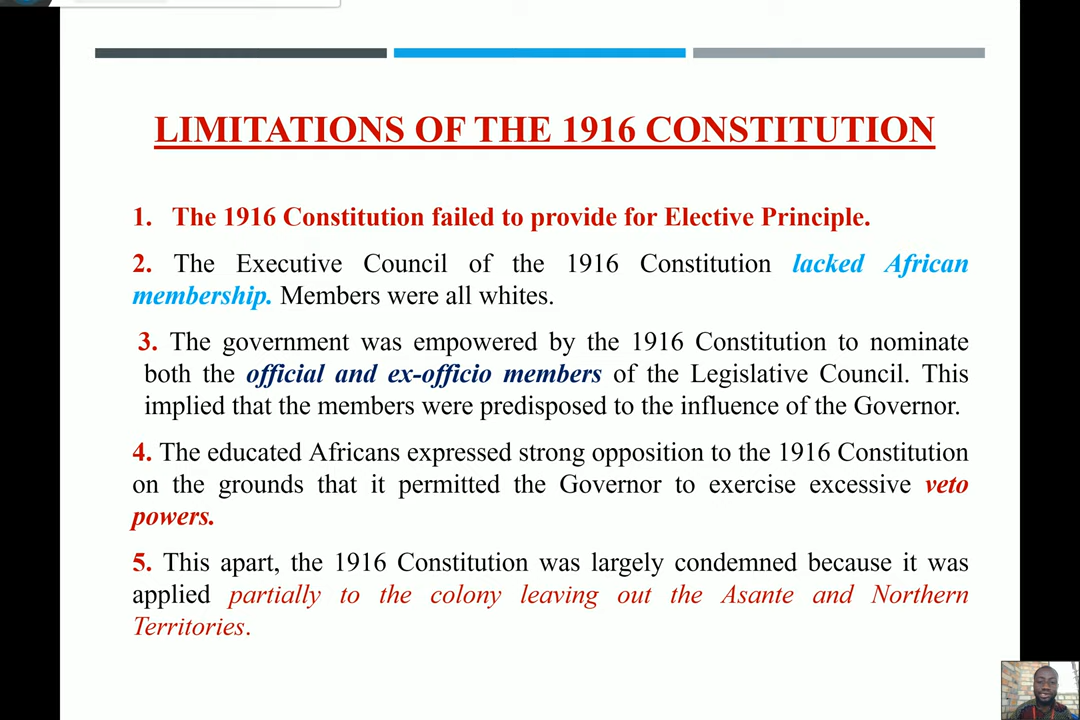 LIMITATIONS OF THE 1916 CONSTITUTION
1. The 1916 Constitution failed to provide for Elective Principle.
2. The Executive Council of the 1916 Constitution lacked African
membership. Members were all whites.
3. The government was empowered by the 1916 Constitution to nominate
both the official and ex-officio members of the Legislative Council. This
implied that the members were predisposed to the influence of the Governor.
4. The educated Africans expressed strong opposition to the 1916 Constitution
on the grounds that it permitted the Governor to exercise excessive veto
powers.
5. This apart, the 1916 Constitution was largely condemned because it was
applied partially to the colony leaving out the Asante and Northern
Territories.